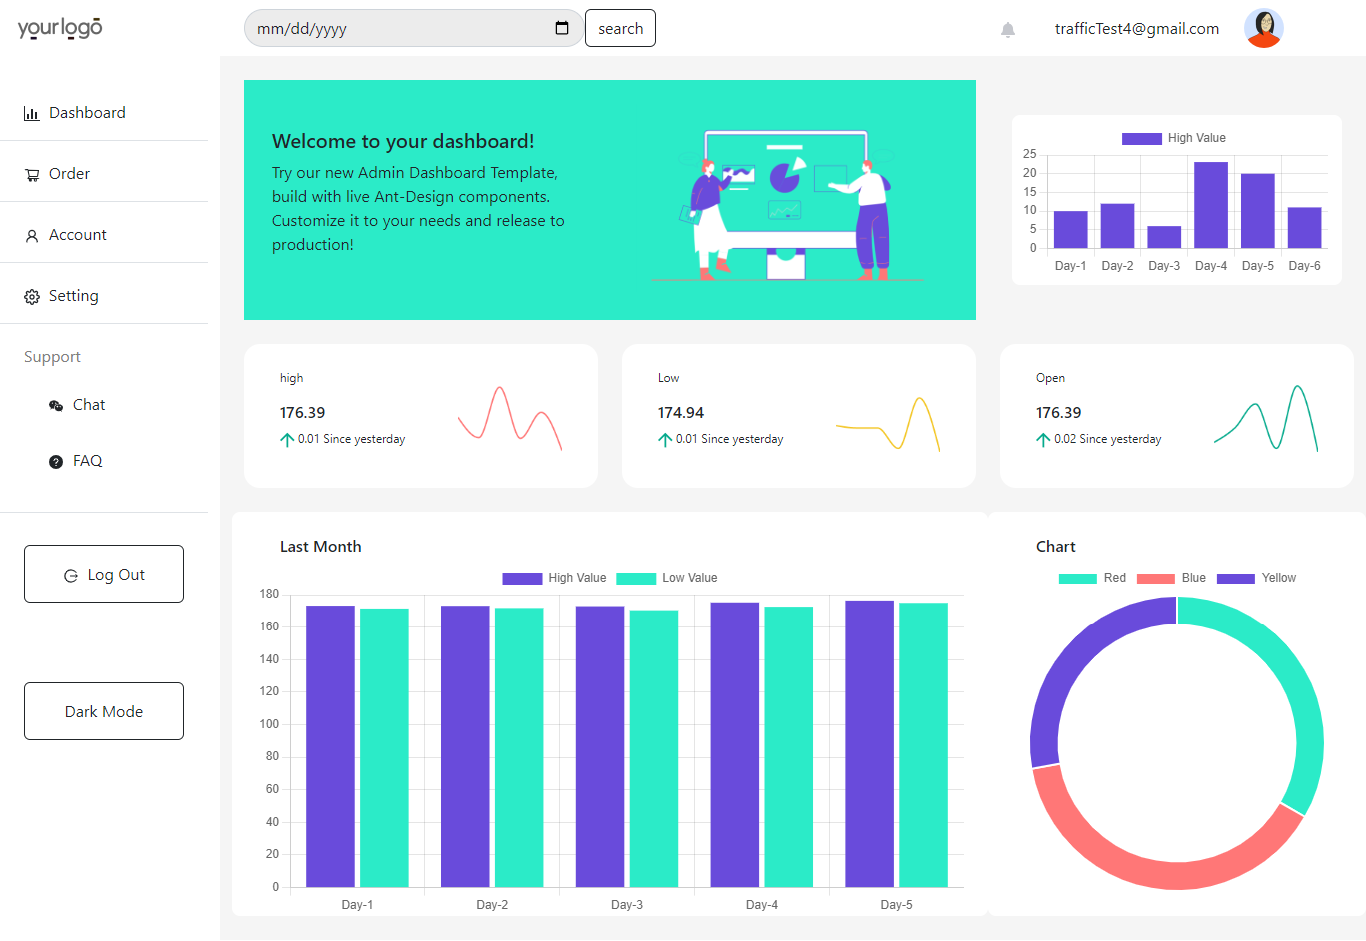 yourlogo
mm/dd/yyyy
search
trafficTest4@gmail.com
Dashboard
Order
Account
Setting
Support
Chat
FAQ
Log Out
Dark Mode
Welcome to your dashboard!
Try our new Admin Dashboard Template,
build with live Ant-Design components.
Customize it to your needs and release to
production!
High Value
25
20
15
10
5
0
Day-1 Day-2 Day-3 Day-4 Day-5 Day-6
high
176.39
0.01 Since yesterday
Low
174.94
0.01 Since yesterday
Open
176.39
0.02 Since yesterday
Last Month
High Value Low Value
180
160
140
120
100
80
60
40
20
0
Day-1 Day-2 Day-3 Day-4 Day-5
Chart
Red Blue Yellow